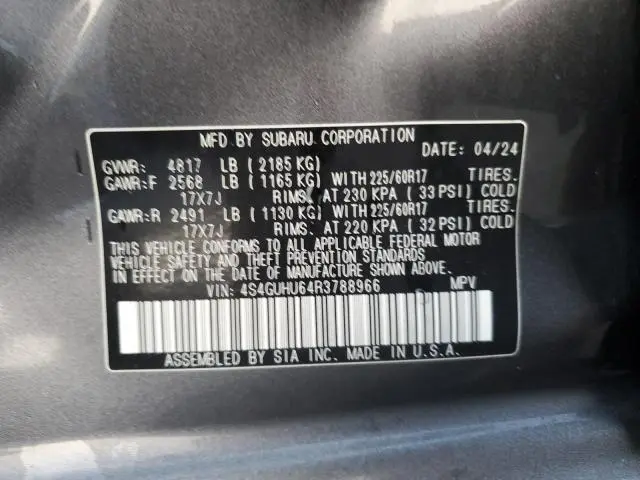 MFD BY SUBARU CORPORATION DATE: 04/24
GVWR: 4817 LB (2185 KG)
GAWR:F 2568 LB (1165 KG) WITH 225/60R17 TIRES.
17X7J RIMS. AT 230 KPA (33 PSI) COLD
GAWR:R 2491 LB (1130 KG) WITH 225/60R17 TIRES.
17X7J RIMS. AT 220 KPA (32 PSI) COLD
THIS VEHICLE CONFORMS TO ALL APPLICABLE FEDERAL MOTOR
VEHICLE SAFETY AND THEFT PREVENTION STANDARDS
IN EFFECT ON THE DATE OF MANUFACTURE SHOWN ABOVE.
VIN: 4S4GUHU64R3788966 MPV
ASSEMBLED BY SIA INC. MADE IN U.S.A.